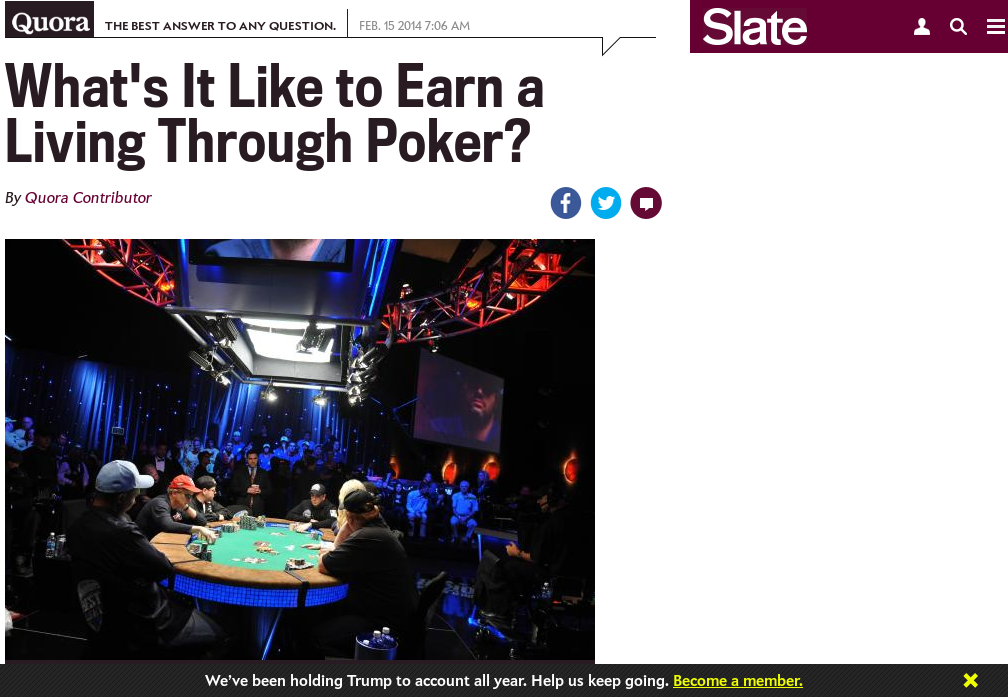 Quora
THE BEST ANSWER TO ANY QUESTION.
FEB. 15 2014 7:06 AM
Slate
What's It Like to Earn a
Living Through Poker?
By Quora Contributor
We've been holding Trump to account all year. Help us keep going. Become a member.